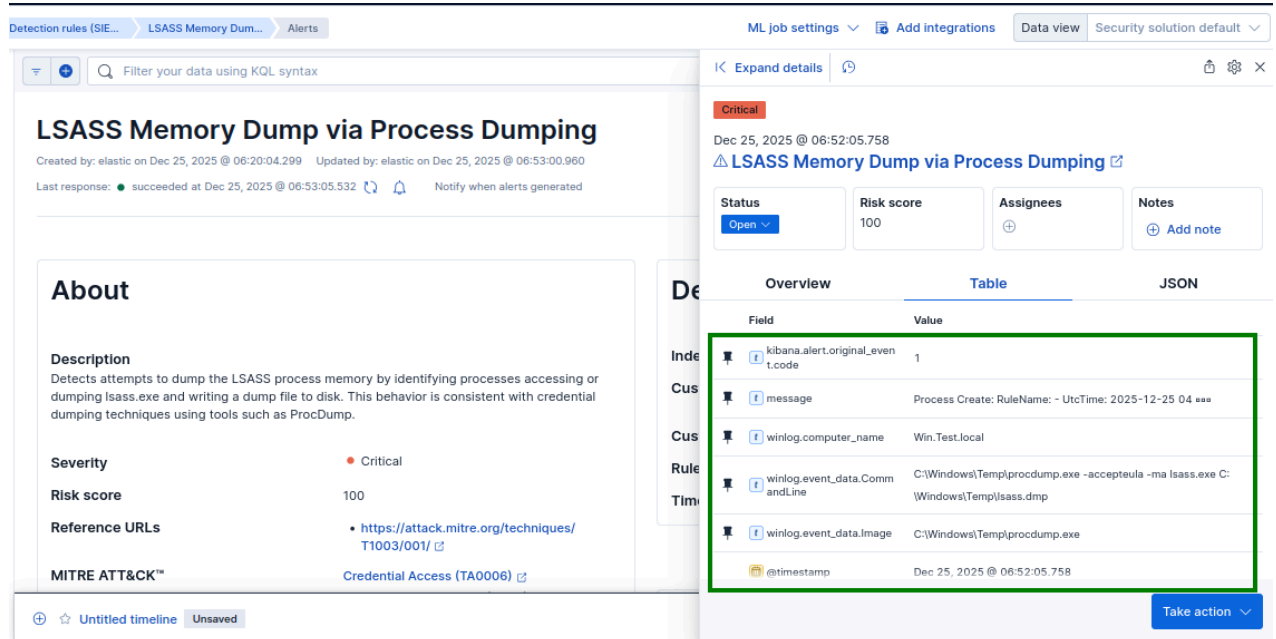 Detection rules (SIE...
LSASS Memory Dum...
Alerts
ML job settings
Add integrations
Data view
Security solution default
Filter your data using KQL syntax
LSASS Memory Dump via Process Dumping
Created by: elastic on Dec 25, 2025 @ 06:20:04.299 Updated by: elastic on Dec 25, 2025 @ 06:53:00.960
Last response: succeeded at Dec 25, 2025 @ 06:53:05.532
Notify when alerts generated
About
Description
Detects attempts to dump the LSASS process memory by identifying processes accessing or
dumping lsass.exe and writing a dump file to disk. This behavior is consistent with credential
dumping techniques using tools such as ProcDump.
Severity
Critical
Risk score
100
Reference URLs
• https://attack.mitre.org/techniques/
T1003/001/
MITRE ATT&CK™
Credential Access (TA0006)
De
Inde
Cus
Cus
Rule
Tim
Untitled timeline
Unsaved
Expand details
Critical
Dec 25, 2025 @ 06:52:05.758
LSASS Memory Dump via Process Dumping
Status
Open
Risk score
100
Assignees
Notes
Add note
Overview
Table
JSON
Field
Value
t kibana.alert.original_even
t.code
1
t message
Process Create: RuleName: - UtcTime: 2025-12-25 04
t winlog.computer_name
Win.Test.local
t winlog.event_data.Comm
andLine
C:\Windows\Temp\procdump.exe -accepteula -ma lsass.exe C:
\Windows\Temp\lsass.dmp
t winlog.event_data.Image
C:\Windows\Temp\procdump.exe
@timestamp
Dec 25, 2025 @ 06:52:05.758
Take action